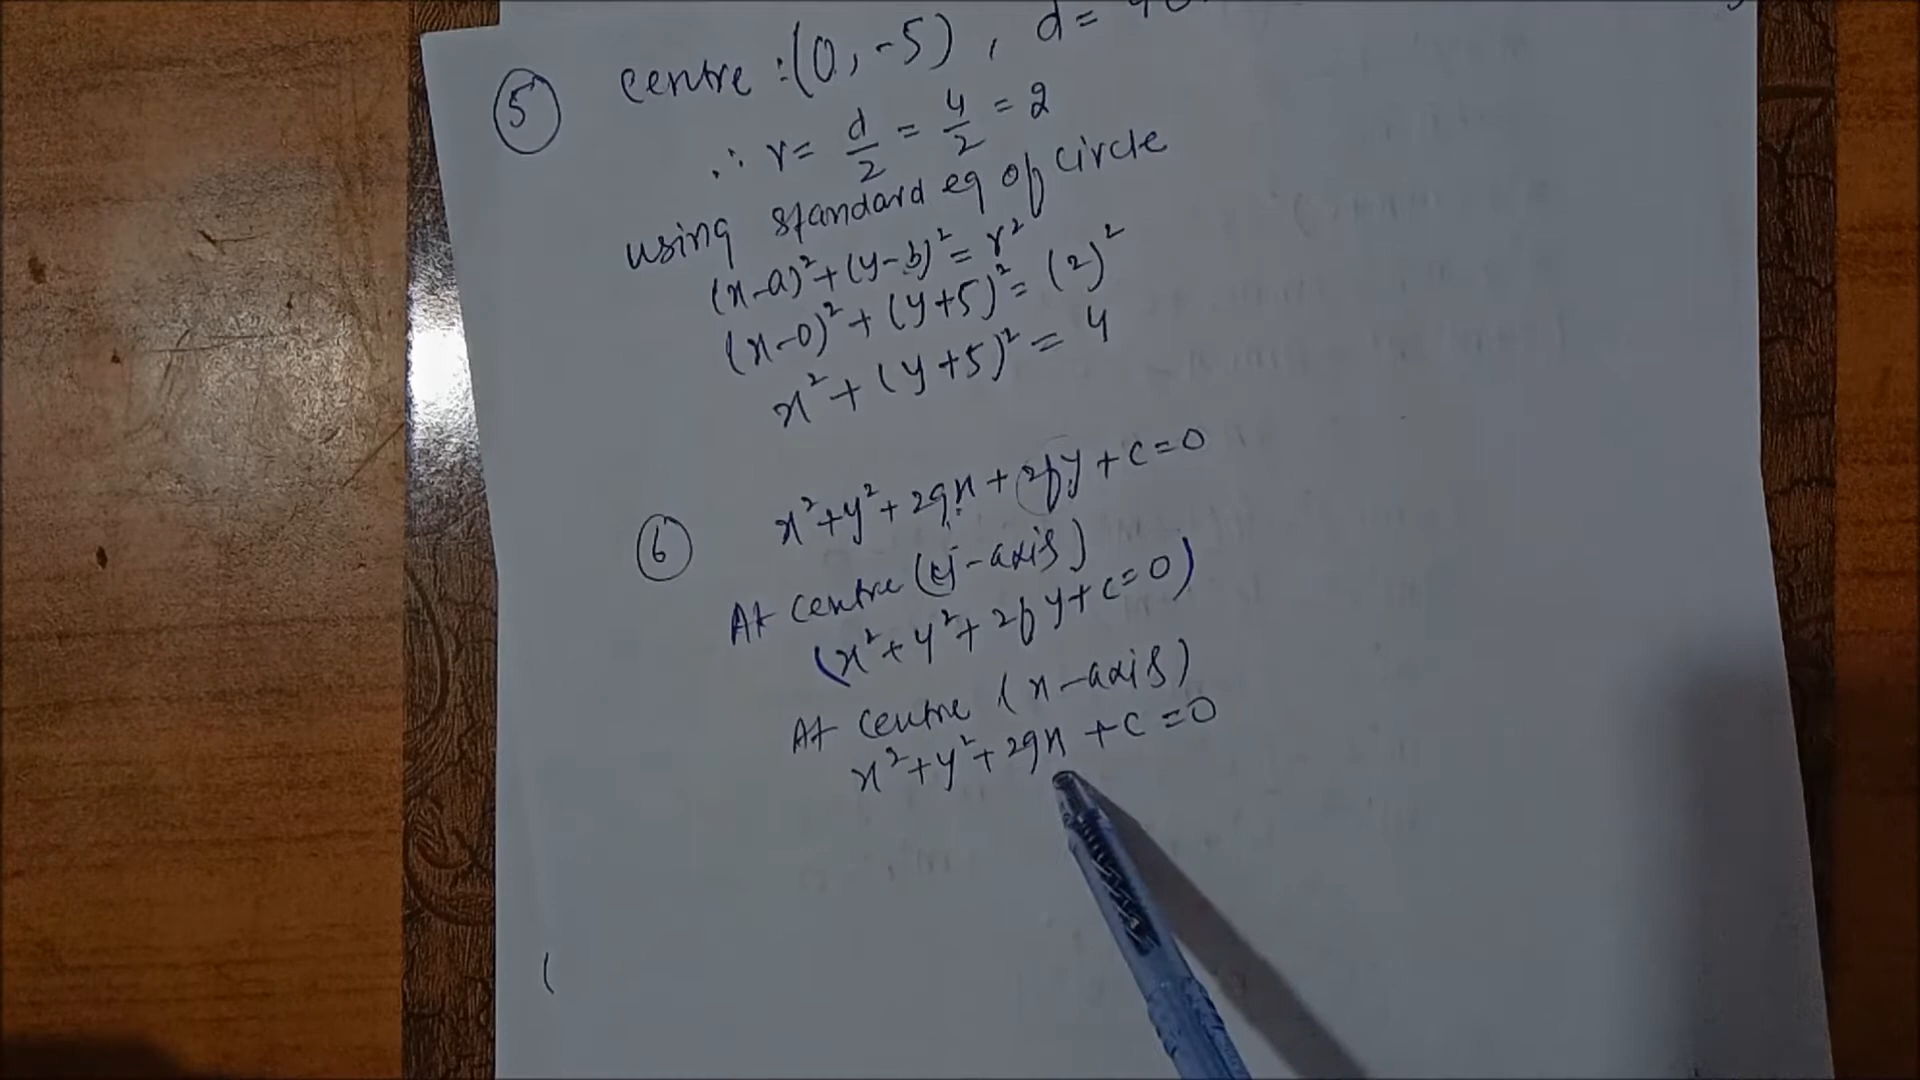 5 centre :(0, -5), d = 4
∴ r = d/2 = 4/2 = 2
using standard eq of circle
(x-a)² + (y-b)² = r²
(x-0)² + (y+5)² = (2)²
x² + (y+5)² = 4
6 x²+y²+2gx+2fy+c=0
At centre (y-axis)
(x²+y²+2fy+c=0)
At centre (x-axis)
x²+y²+2gx+c=0
(